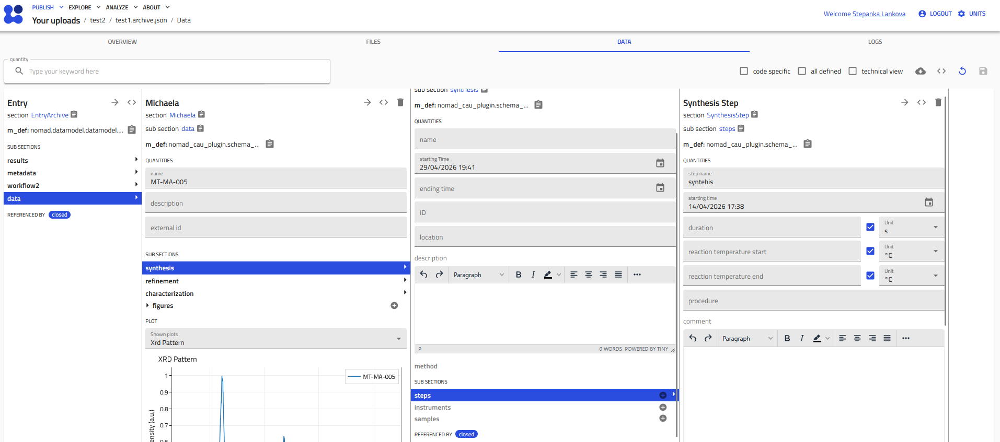 PUBLISH EXPLORE ANALYZE ABOUT
Your uploads / test2 / test1.archive.json / Data
Welcome Stepanka Lankova LOGOUT UNITS
OVERVIEW FILES DATA LOGS
quantity
Type your keyword here
code specific all defined technical view
Entry
section EntryArchive
m_def: nomad.datamodel.datamodel....
SUB SECTIONS
results
metadata
workflow2
data
REFERENCED BY closed
Michaela
section Michaela
sub section data
m_def: nomad_cau_plugin.schema_...
QUANTITIES
name
MT-MA-005
description
external id
SUB SECTIONS
synthesis
refinement
characterization
figures
PLOT
Shown plots
Xrd Pattern
XRD Pattern
MT-MA-005
1
0.9
0.8
0.7
0.6
ensity (a.u.)
sub section synthesis
m_def: nomad_cau_plugin.schema_...
QUANTITIES
name
starting Time
29/04/2026 19:41
ending time
ID
location
description
Paragraph B I
P 0 WORDS POWERED BY TINY
method
SUB SECTIONS
steps
instruments
samples
REFERENCED BY closed
Synthesis Step
section SynthesisStep
sub section steps
m_def: nomad_cau_plugin.schema_...
QUANTITIES
step name
syntehis
starting time
14/04/2026 17:38
duration Unit s
reaction temperature start Unit °C
reaction temperature end Unit °C
procedure
comment
Paragraph B I